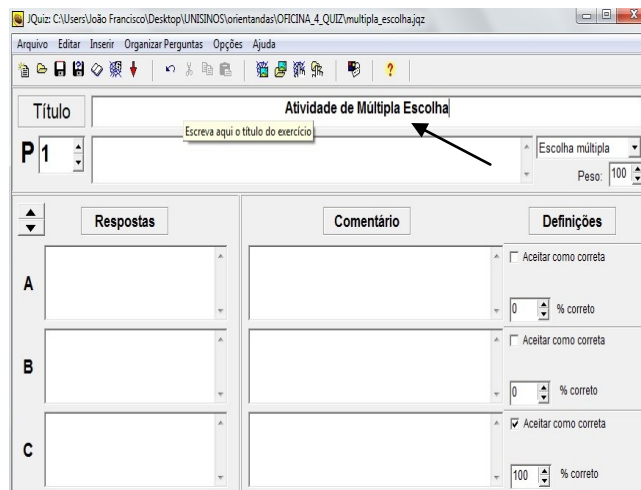 JQuiz: C:\Users\João Francisco\Desktop\UNISINOS\orientandas\OFICINA_4_QUIZ\multipla_escolha.jqz
Arquivo Editar Inserir Organizar Perguntas Opções Ajuda
Título Atividade de Múltipla Escolha
Escreva aqui o título do exercício
P 1 Escolha múltipla
Peso: 100
Respostas Comentário Definições
Aceitar como correta
A
0 % correto
Aceitar como correta
B
0 % correto
Aceitar como correta
C
100 % correto